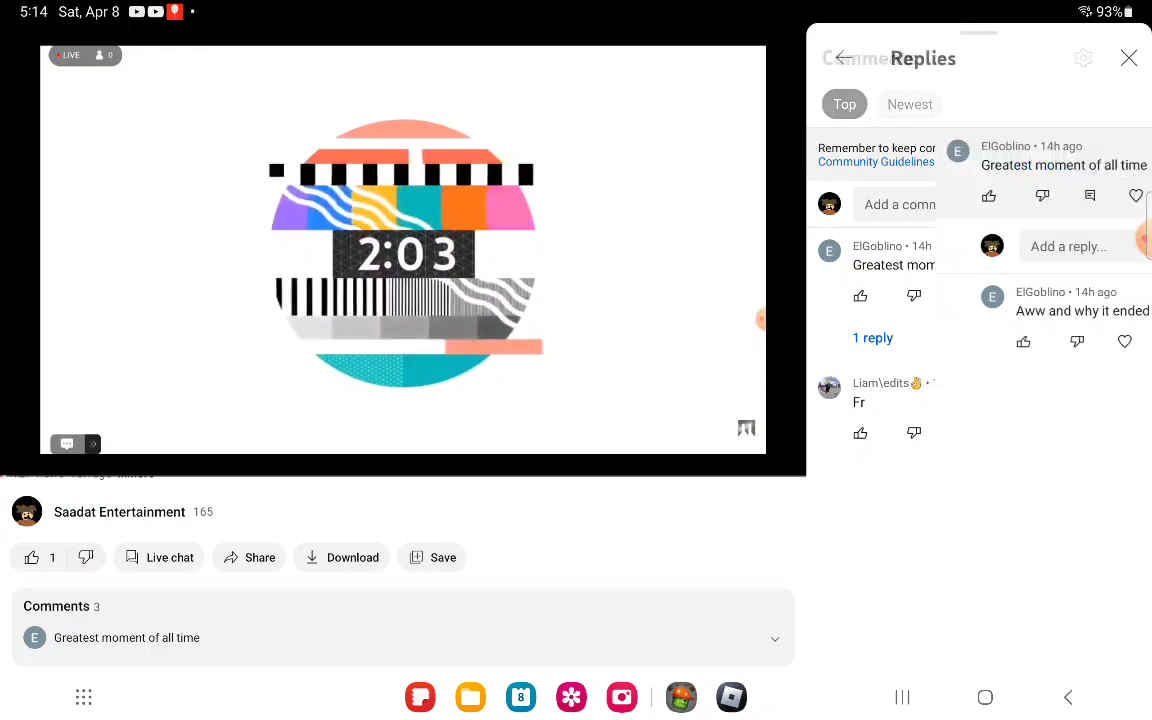 5:14 Sat, Apr 8
93%
LIVE 0
2:03
Saadat Entertainment 165
1 Live chat Share Download Save
Comments 3
E Greatest moment of all time
8
Replies
Top Newest
Remember to keep cor
Community Guidelines
Add a comn
E ElGoblino • 14h
Greatest mom
1 reply
Liam\edits •
Fr
E ElGoblino • 14h ago
Greatest moment of all time
Add a reply...
E ElGoblino • 14h ago
Aww and why it ended